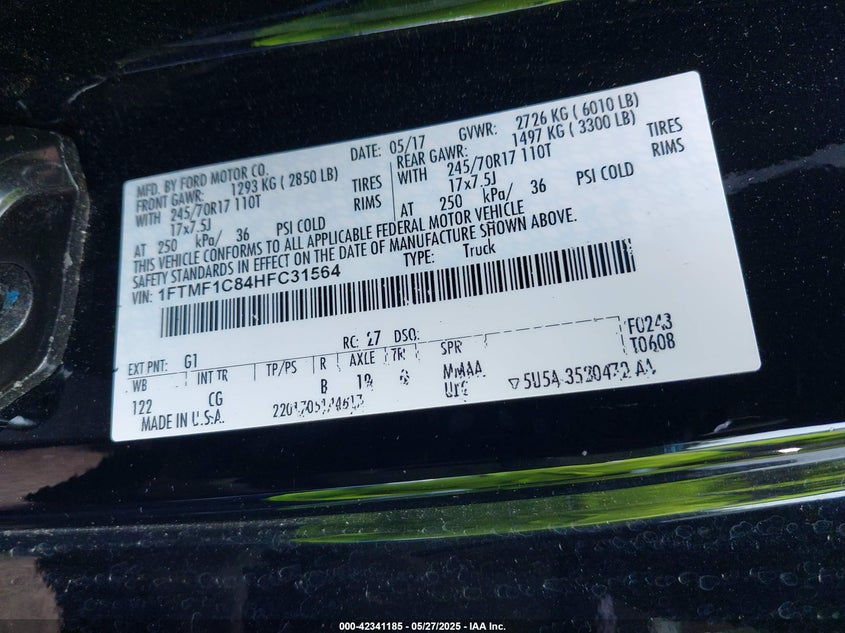 MFD. BY FORD MOTOR CO. DATE: 05/17 GVWR: 2726 KG ( 6010 LB)
FRONT GAWR: 1293 KG ( 2850 LB) REAR GAWR: 1497 KG ( 3300 LB)
WITH 245/70R17 110T TIRES WITH 245/70R17 110T TIRES
17x7.5J RIMS 17x7.5J RIMS
AT 250 kPa/ 36 PSI COLD AT 250 kPa/ 36 PSI COLD
THIS VEHICLE CONFORMS TO ALL APPLICABLE FEDERAL MOTOR VEHICLE
SAFETY STANDARDS IN EFFECT ON THE DATE OF MANUFACTURE SHOWN ABOVE.
VIN: 1FTMF1C84HFC31564 TYPE: Truck
F0243
T0608
EXT PNT: G1 RC: 27 DSO:
WB INT TR TP/PS R AXLE TR SPR
122 CG B 19
MADE IN U.S.A.
000-42341185 - 05/27/2025 - IAA Inc.